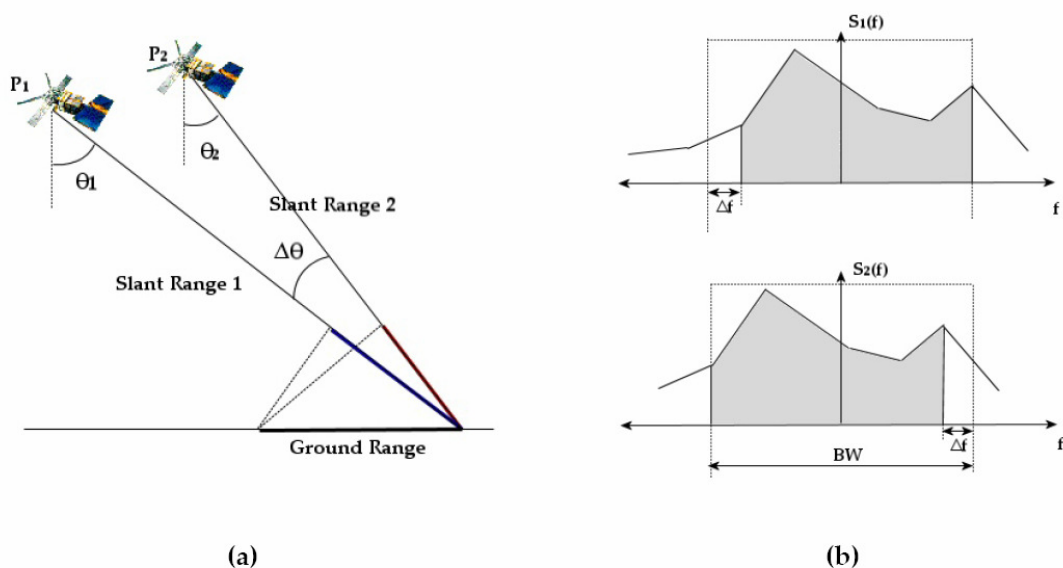 P₁
P₂
θ1
θ₂
Slant Range 2
Δθ
Slant Range 1
Ground Range
(a)
S₁(f)
Δf
f
S₂(f)
Δf
f
BW
(b)